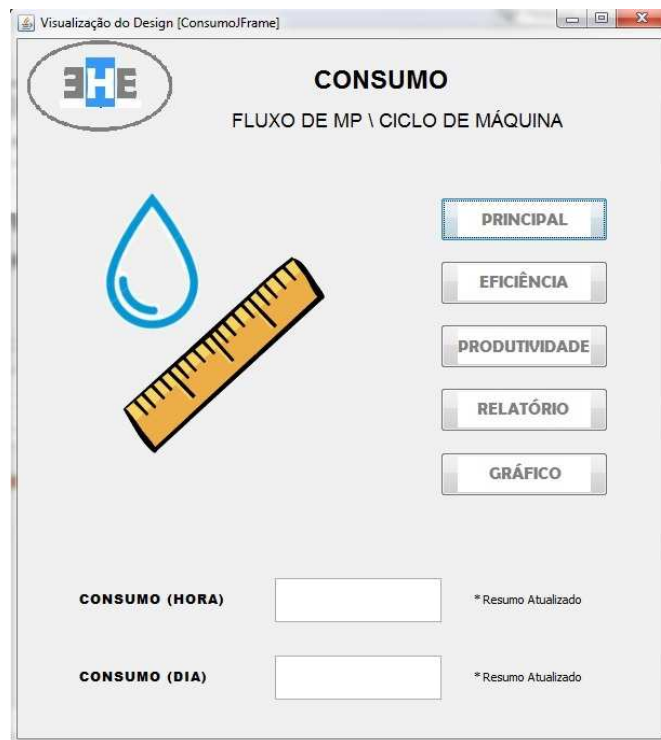 Visualização do Design [ConsumoJFrame]
EHE
CONSUMO
FLUXO DE MP \ CICLO DE MÁQUINA
PRINCIPAL
EFICIÊNCIA
PRODUTIVIDADE
RELATÓRIO
GRÁFICO
CONSUMO (HORA)
* Resumo Atualizado
CONSUMO (DIA)
* Resumo Atualizado